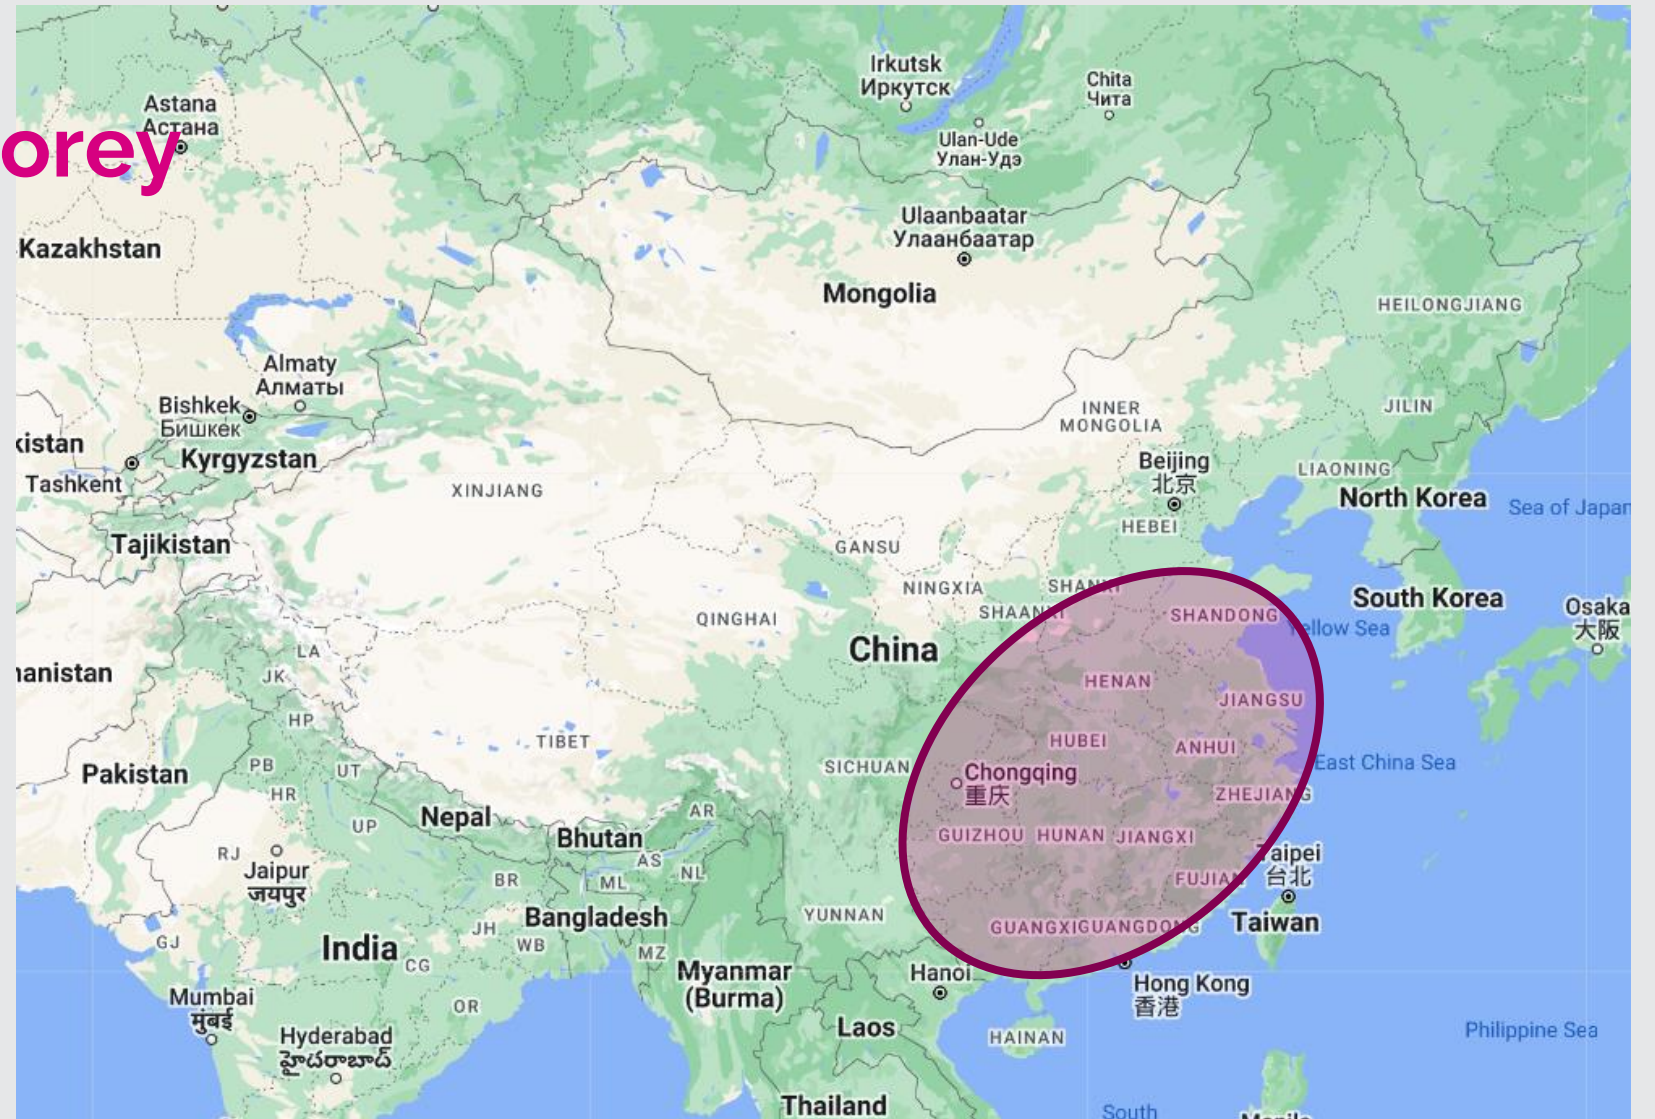 Irkutsk
Иркутск
Chita
Чита
Astana
Астана
orey
Ulan-Ude
Улан-Удэ
Ulaanbaatar
Улаанбаатар
Kazakhstan
Mongolia
HEILONGJIANG
Almaty
Алматы
Bishkek
Бишкек
INNER
MONGOLIA
JILIN
kistan
Kyrgyzstan
Beijing
北京
LIAONING
Tashkent
XINJIANG
North Korea
Sea of Japan
HEBEI
Tajikistan
GANSU
NINGXIA
SHANXI
SHAANXI
SHANDONG
South Korea
Osaka
大阪
QINGHAI
Yellow Sea
LA
China
hanistan
JK
HENAN
JIANGSU
HP
TIBET
HUBEI
ANHUI
East China Sea
Pakistan
PB
UT
SICHUAN
Chongqing
重庆
HR
ZHEJIANG
AR
Nepal
UP
Bhutan
GUIZHOU
HUNAN
JIANGXI
RJ
Jaipur
जयपुर
AS
NL
Taipei
台北
BR
ML
FUJIAN
Bangladesh
YUNNAN
GUANGXI
GUANGDONG
Taiwan
GJ
India
JH
WB
CG
MZ
Myanmar
(Burma)
Hanoi
Hong Kong
香港
Mumbai
मुंबई
OR
Hyderabad
హైదరాబాద్
Laos
HAINAN
Philippine Sea
Thailand
South